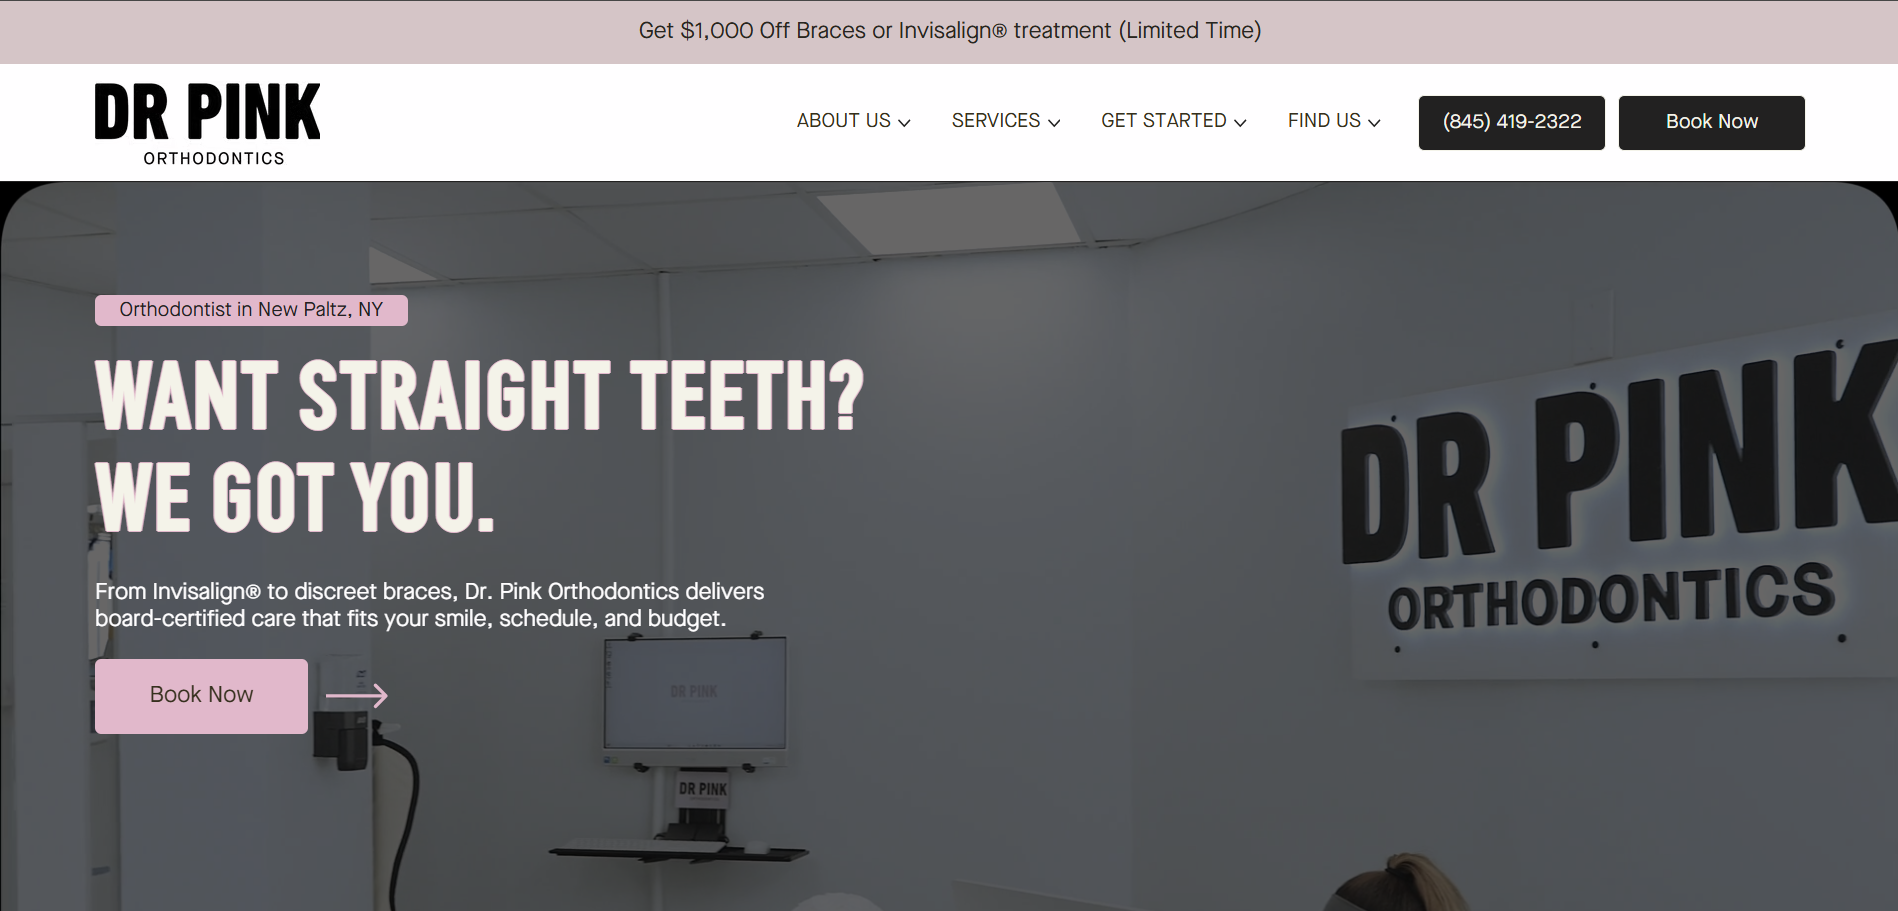 Get $1,000 Off Braces or Invisalign® treatment (Limited Time)
DR PINK
ORTHODONTICS
ABOUT US
SERVICES
GET STARTED
FIND US
(845) 419-2322
Book Now
Orthodontist in New Paltz, NY
WANT STRAIGHT TEETH?
WE GOT YOU.
From Invisalign® to discreet braces, Dr. Pink Orthodontics delivers
board-certified care that fits your smile, schedule, and budget.
Book Now
DR PINK
ORTHODONTICS
DR PINK
DR PINK